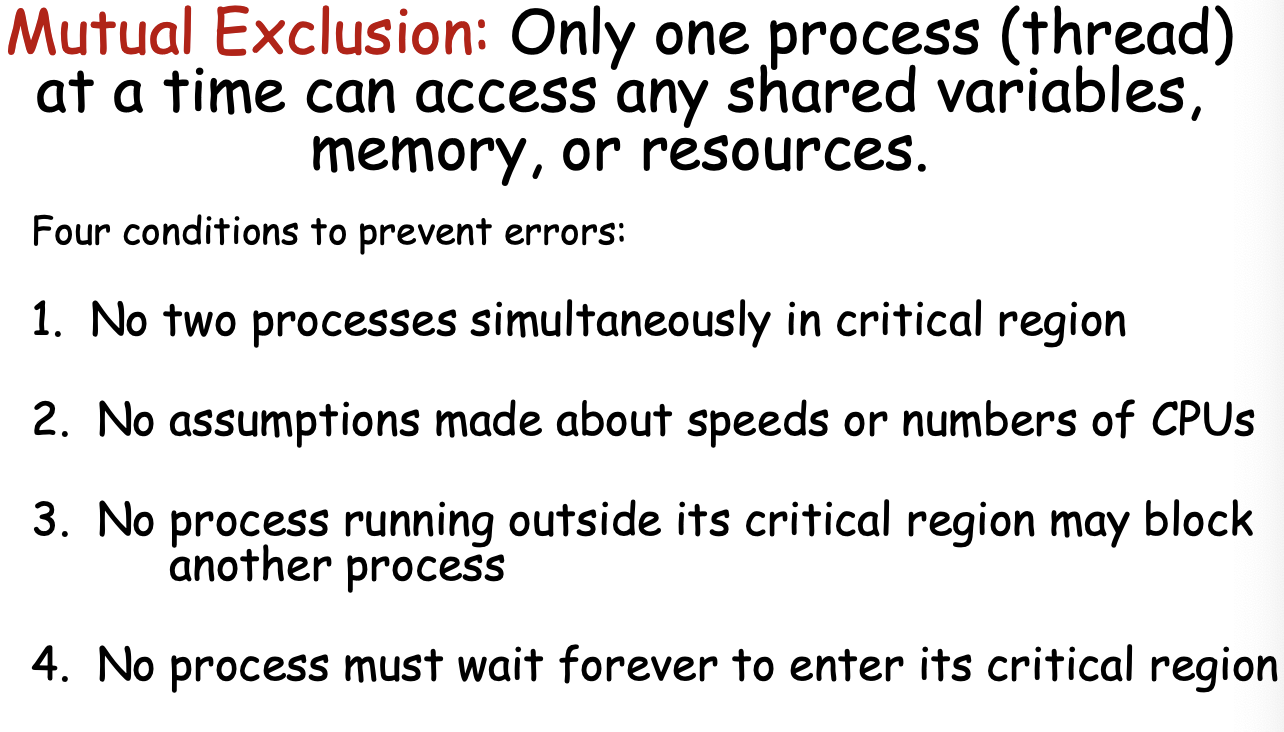 Mutual Exclusion: Only one process (thread)
at a time can access any shared variables,
memory, or resources.
Four conditions to prevent errors:
1. No two processes simultaneously in critical region
2. No assumptions made about speeds or numbers of CPUs
3. No process running outside its critical region may block
another process
4. No process must wait forever to enter its critical region